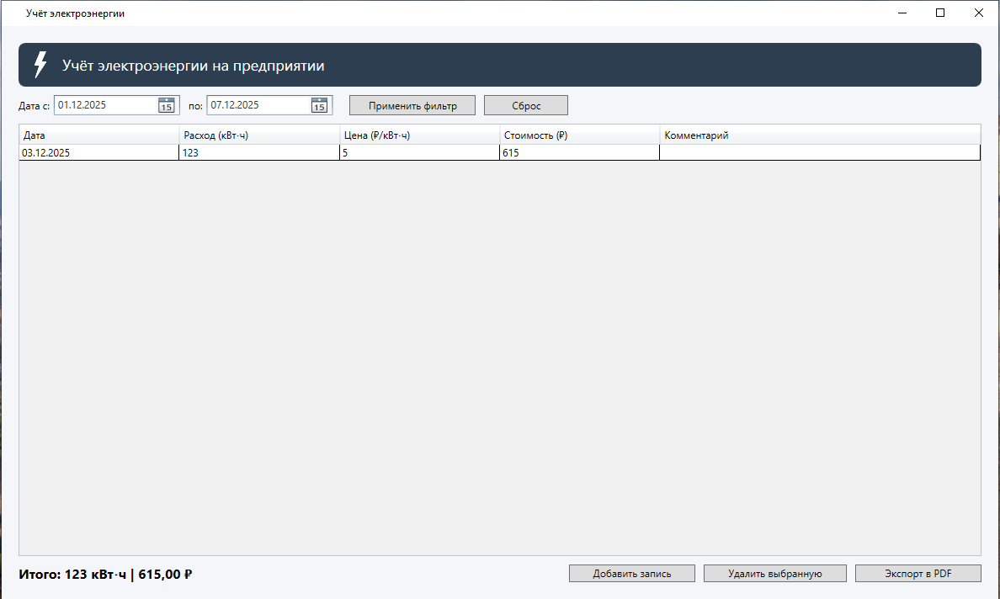 Учёт электроэнергии
Учёт электроэнергии на предприятии
Дата с: 01.12.2025 15 по: 07.12.2025 15 Применить фильтр Сброс
Дата Расход (кВт·ч) Цена (₽/кВт·ч) Стоимость (₽) Комментарий
03.12.2025 123 5 615
Итого: 123 кВт·ч | 615,00 ₽ Добавить запись Удалить выбранную Экспорт в PDF